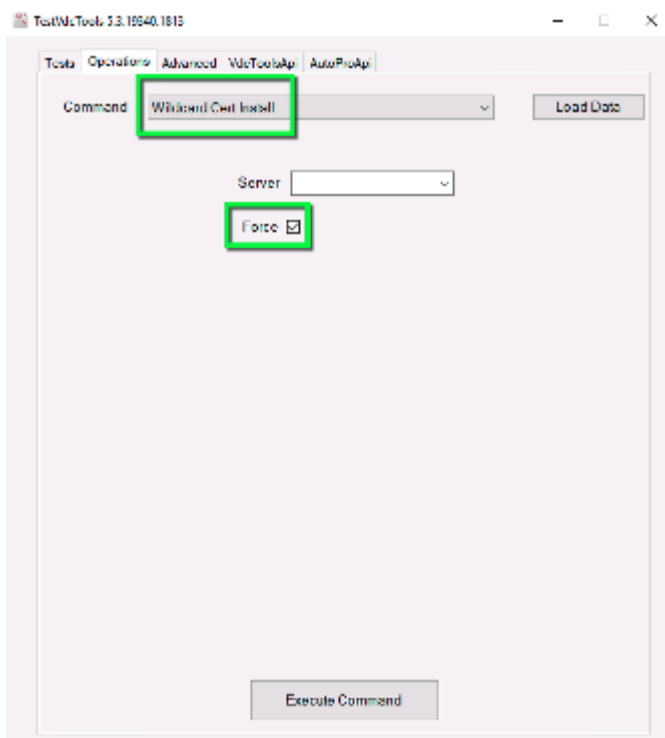 TestVdcTools 5.3.19340.1813
Tests Operations Advanced VdcToolsApi AutoProApi
Command Wildcard Cert Install Load Data
Server
Force
Execute Command